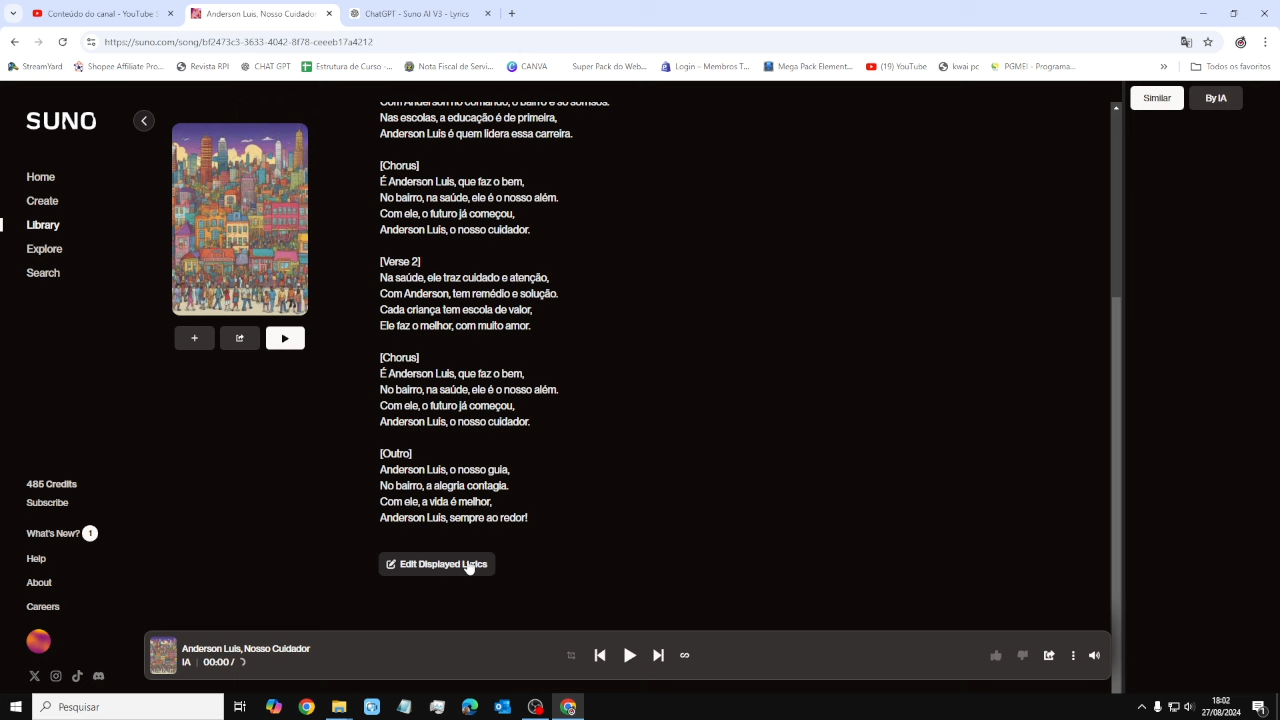 Conteúdo do canal - YouTube S
Anderson Luis, Nosso Cuidador
ChatGPT - Suno AI V3 - Lyrics
https://suno.com/song/bf2473c3-3633-4042-8f78-ceeeb17a4212
StreamYard
Shopee Affiliate Pro...
Revista RPI
CHAT GPT
Estrutura de Curso -...
Nota Fiscal de Servi...
CANVA
Super Pack do Web...
Login – Membros T...
Mega Pack Element...
(19) YouTube
kwai pc
PGMEI - Programa...
»
Todos os favoritos
SUNO
Home
Create
Library
Explore
Search
485 Credits
Subscribe
What's New? 1
Help
About
Careers
Com Anderson no comando, o bairro é só sorrisos.
Nas escolas, a educação é de primeira,
Anderson Luis é quem lidera essa carreira.
[Chorus]
É Anderson Luis, que faz o bem,
No bairro, na saúde, ele é o nosso além.
Com ele, o futuro já começou,
Anderson Luis, o nosso cuidador.
[Verse 2]
Na saúde, ele traz cuidado e atenção,
Com Anderson, tem remédio e solução.
Cada criança tem escola de valor,
Ele faz o melhor, com muito amor.
[Chorus]
É Anderson Luis, que faz o bem,
No bairro, na saúde, ele é o nosso além.
Com ele, o futuro já começou,
Anderson Luis, o nosso cuidador.
[Outro]
Anderson Luis, o nosso guia,
No bairro, a alegria contagia.
Com ele, a vida é melhor,
Anderson Luis, sempre ao redor!
Edit Displayed Lyrics
Similar
By IA
Anderson Luis, Nosso Cuidador
IA 00:00 /
Pesquisar
18:02
27/08/2024